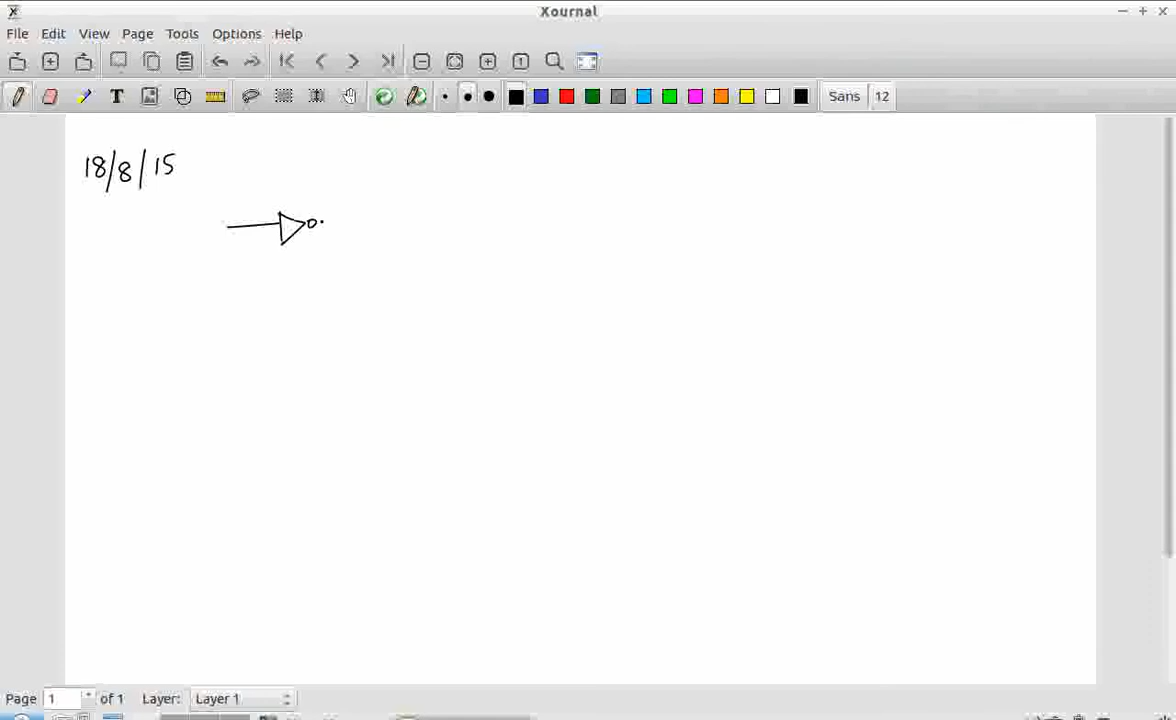 Xournal
File Edit View Page Tools Options Help
Sans 12
18/8/15
Page 1 of 1 Layer: Layer 1